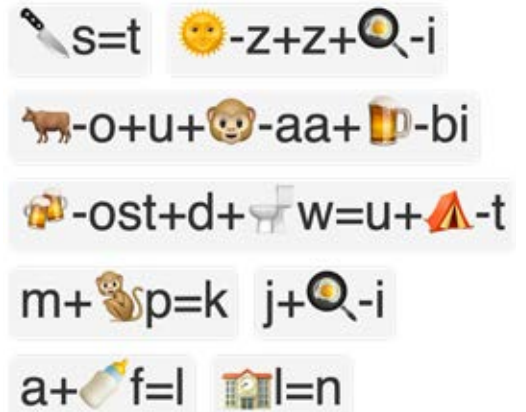 🔪s=t 🌞-z+z+🍳-i
🐂-o+u+🐵-aa+🍺-bi
🍻-ost+d+🚽w=u+⛺-t
m+🐒p=k j+🍳-i
a+🍼f=l 🏫l=n